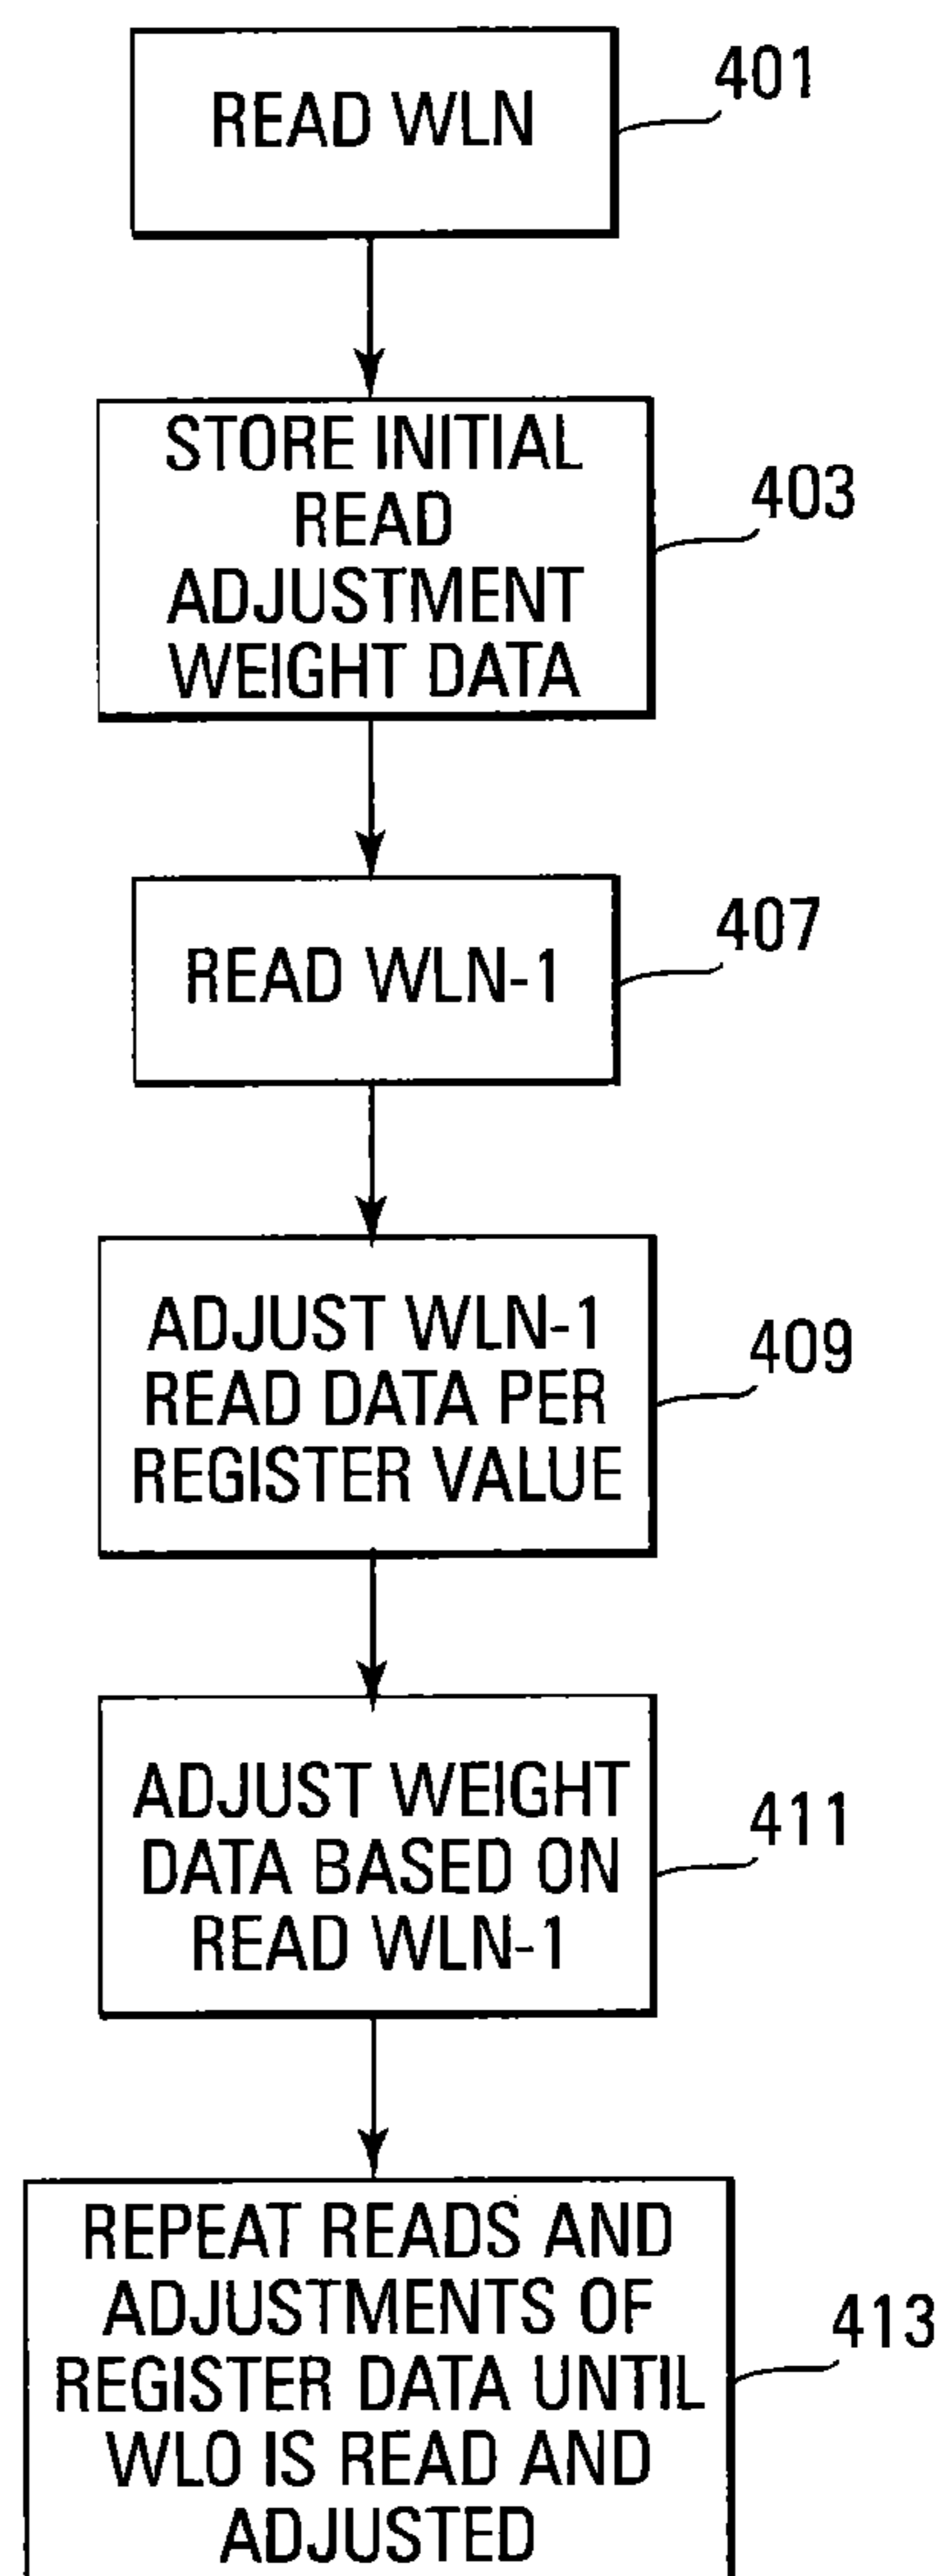 READ WLN
401
STORE INITIAL
READ
ADJUSTMENT
WEIGHT DATA
403
READ WLN-1
407
ADJUST WLN-1
READ DATA PER
REGISTER VALUE
409
ADJUST WEIGHT
DATA BASED ON
READ WLN-1
411
REPEAT READS AND
ADJUSTMENTS OF
REGISTER DATA UNTIL
WLO IS READ AND
ADJUSTED
413